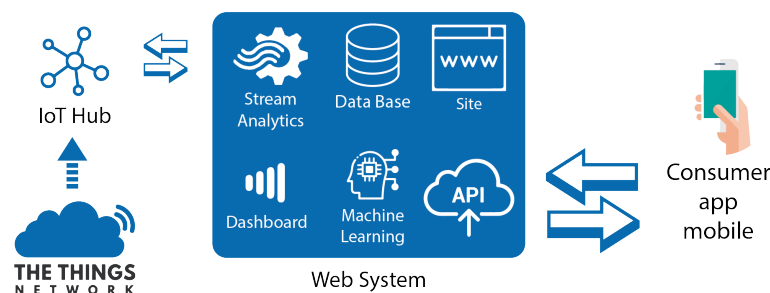 IoT Hub
THE THINGS
NETWORK
Stream
Analytics
Data Base
WWW
Site
Dashboard
Machine
Learning
API
Web System
Consumer
app
mobile